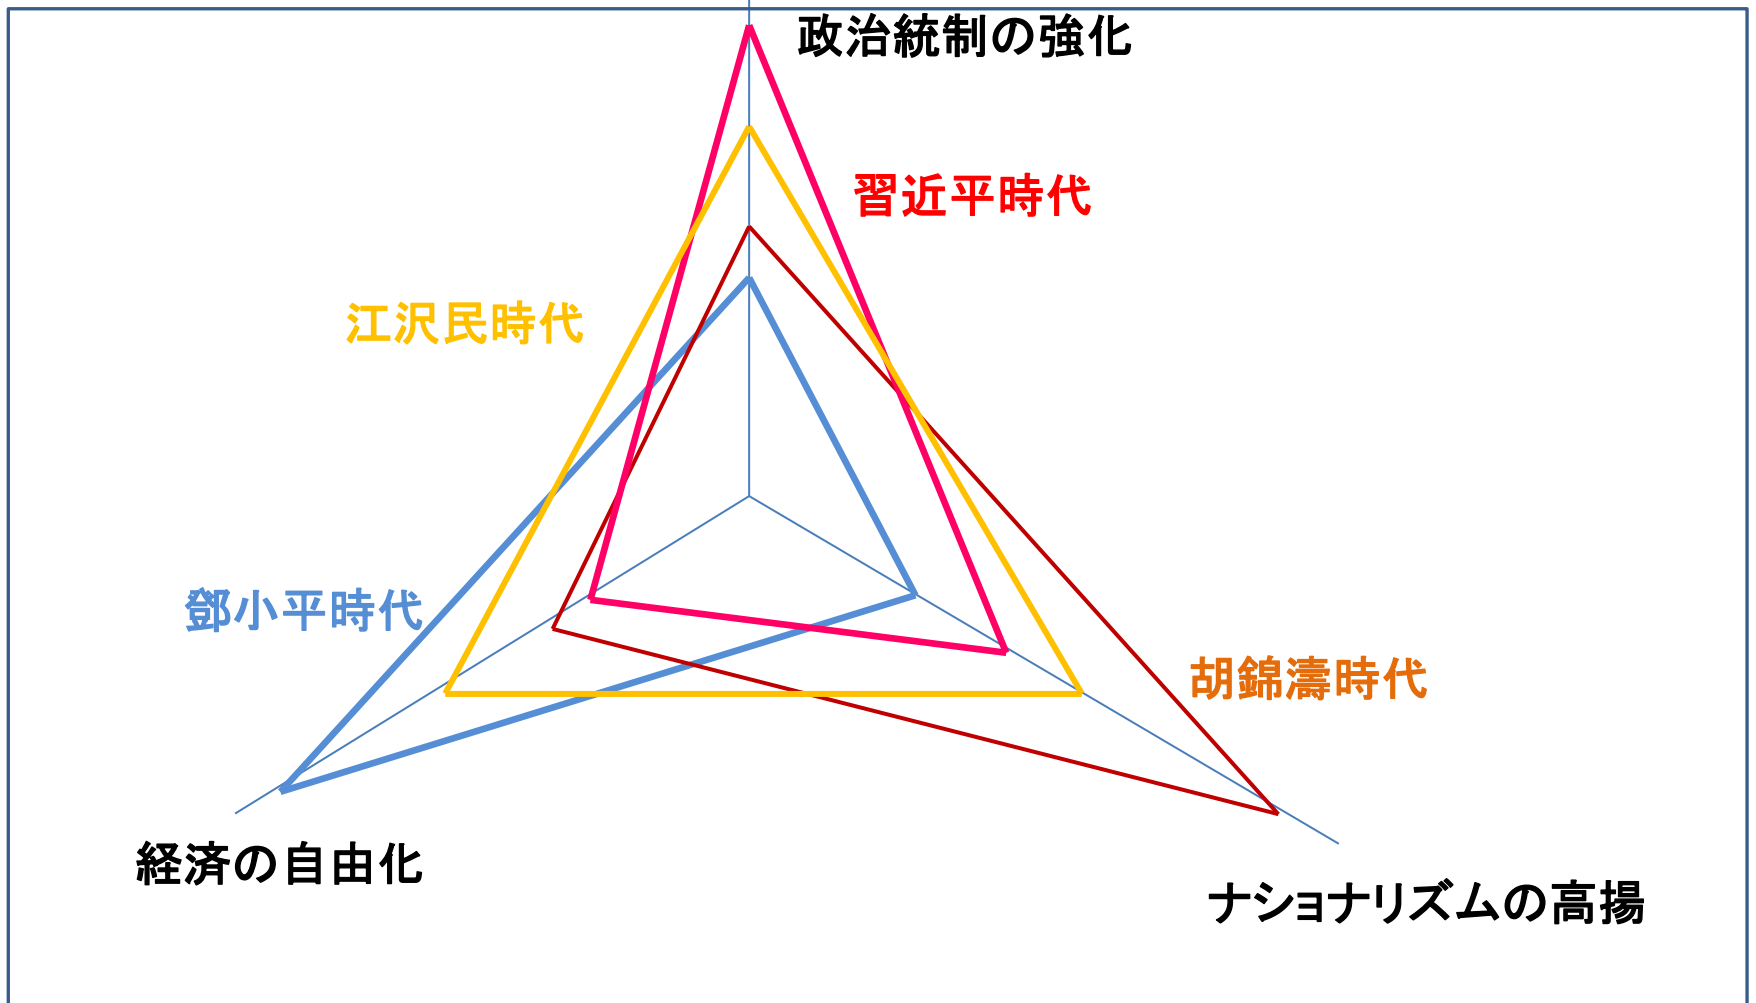 政治統制の強化
習近平時代
江沢民時代
鄧小平時代
胡錦濤時代
経済の自由化
ナショナリズムの高揚